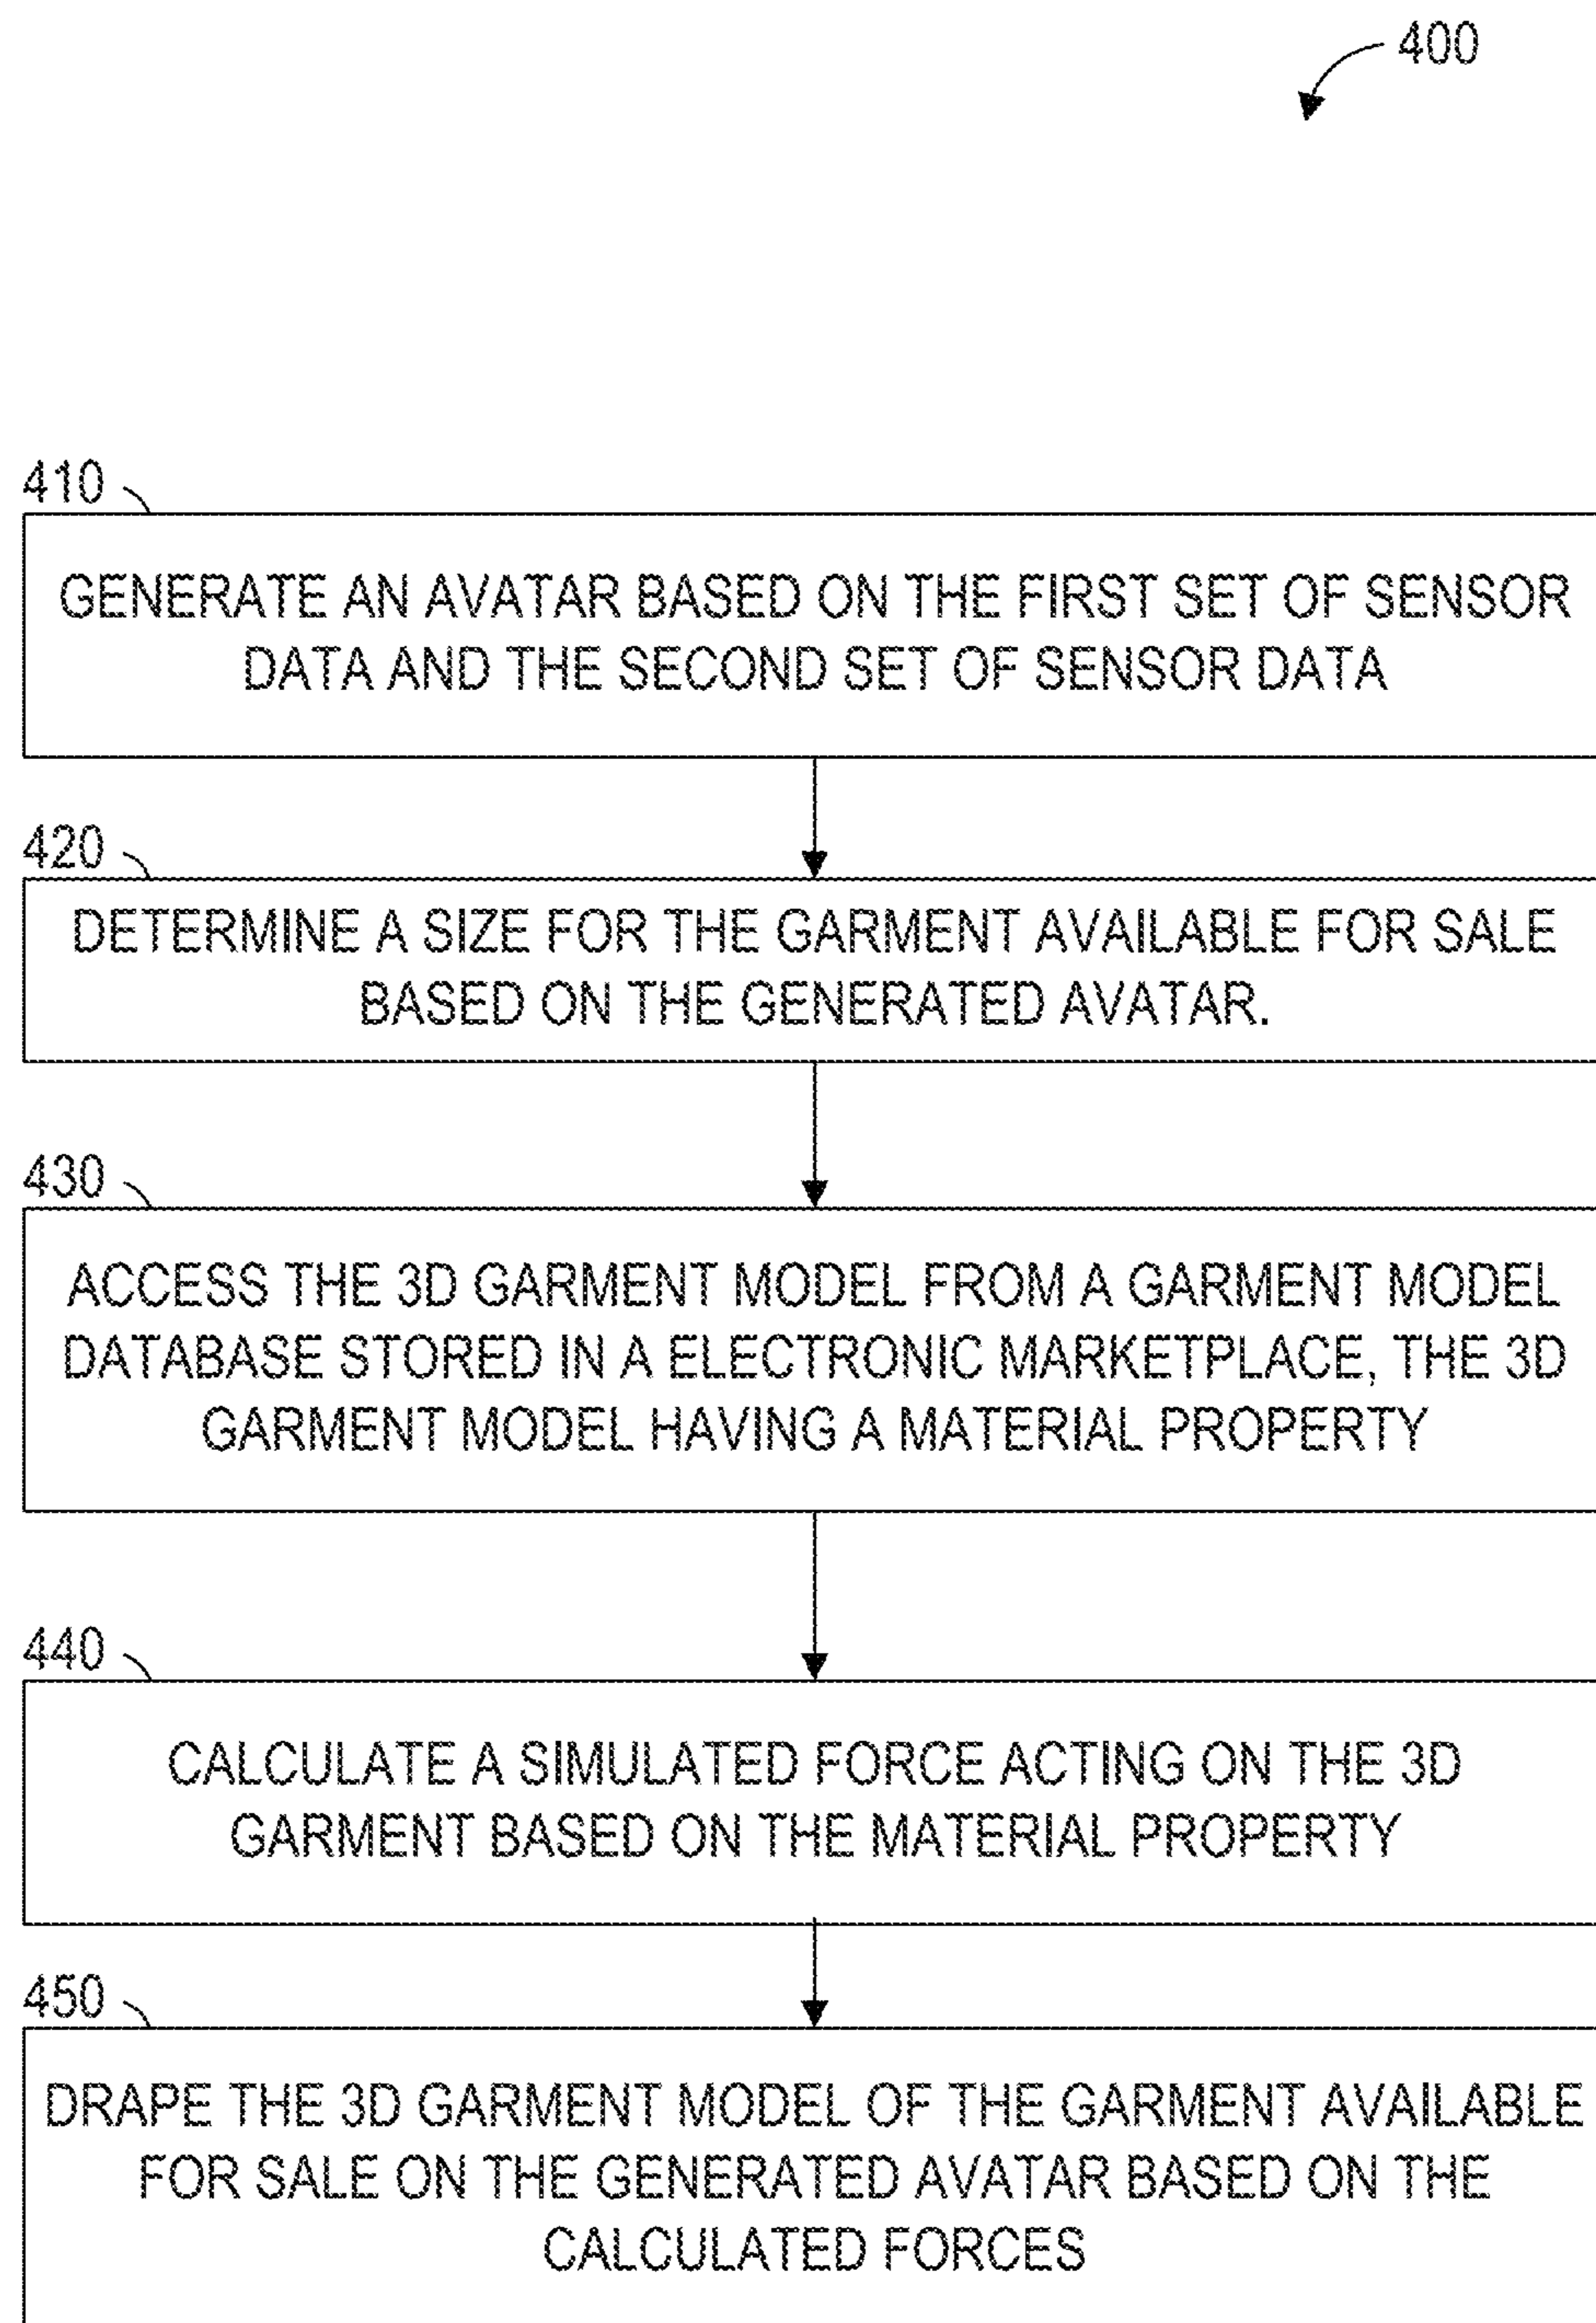 400
410
GENERATE AN AVATAR BASED ON THE FIRST SET OF SENSOR
DATA AND THE SECOND SET OF SENSOR DATA
420
DETERMINE A SIZE FOR THE GARMENT AVAILABLE FOR SALE
BASED ON THE GENERATED AVATAR.
430
ACCESS THE 3D GARMENT MODEL FROM A GARMENT MODEL
DATABASE STORED IN A ELECTRONIC MARKETPLACE, THE 3D
GARMENT MODEL HAVING A MATERIAL PROPERTY
440
CALCULATE A SIMULATED FORCE ACTING ON THE 3D
GARMENT BASED ON THE MATERIAL PROPERTY
450
DRAPE THE 3D GARMENT MODEL OF THE GARMENT AVAILABLE
FOR SALE ON THE GENERATED AVATAR BASED ON THE
CALCULATED FORCES